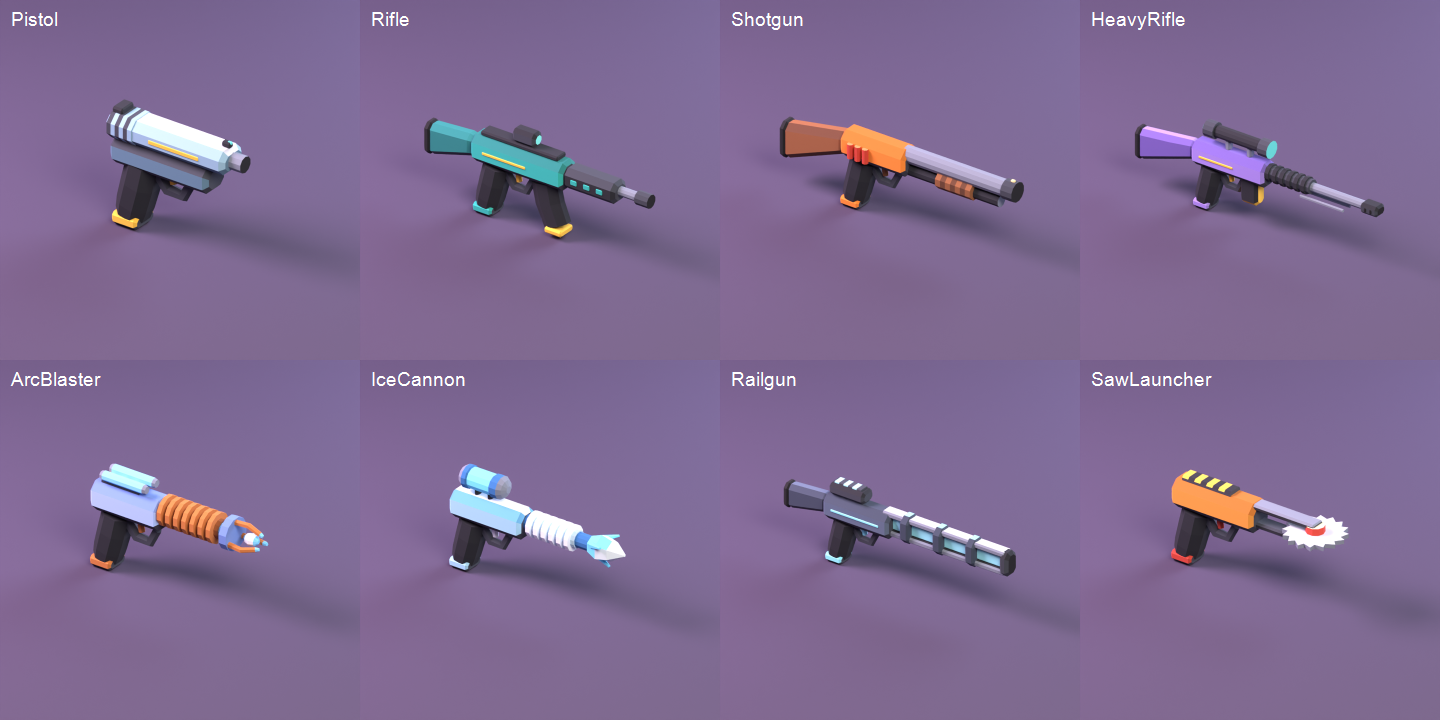 Pistol
Rifle
Shotgun
HeavyRifle
ArcBlaster
IceCannon
Railgun
SawLauncher